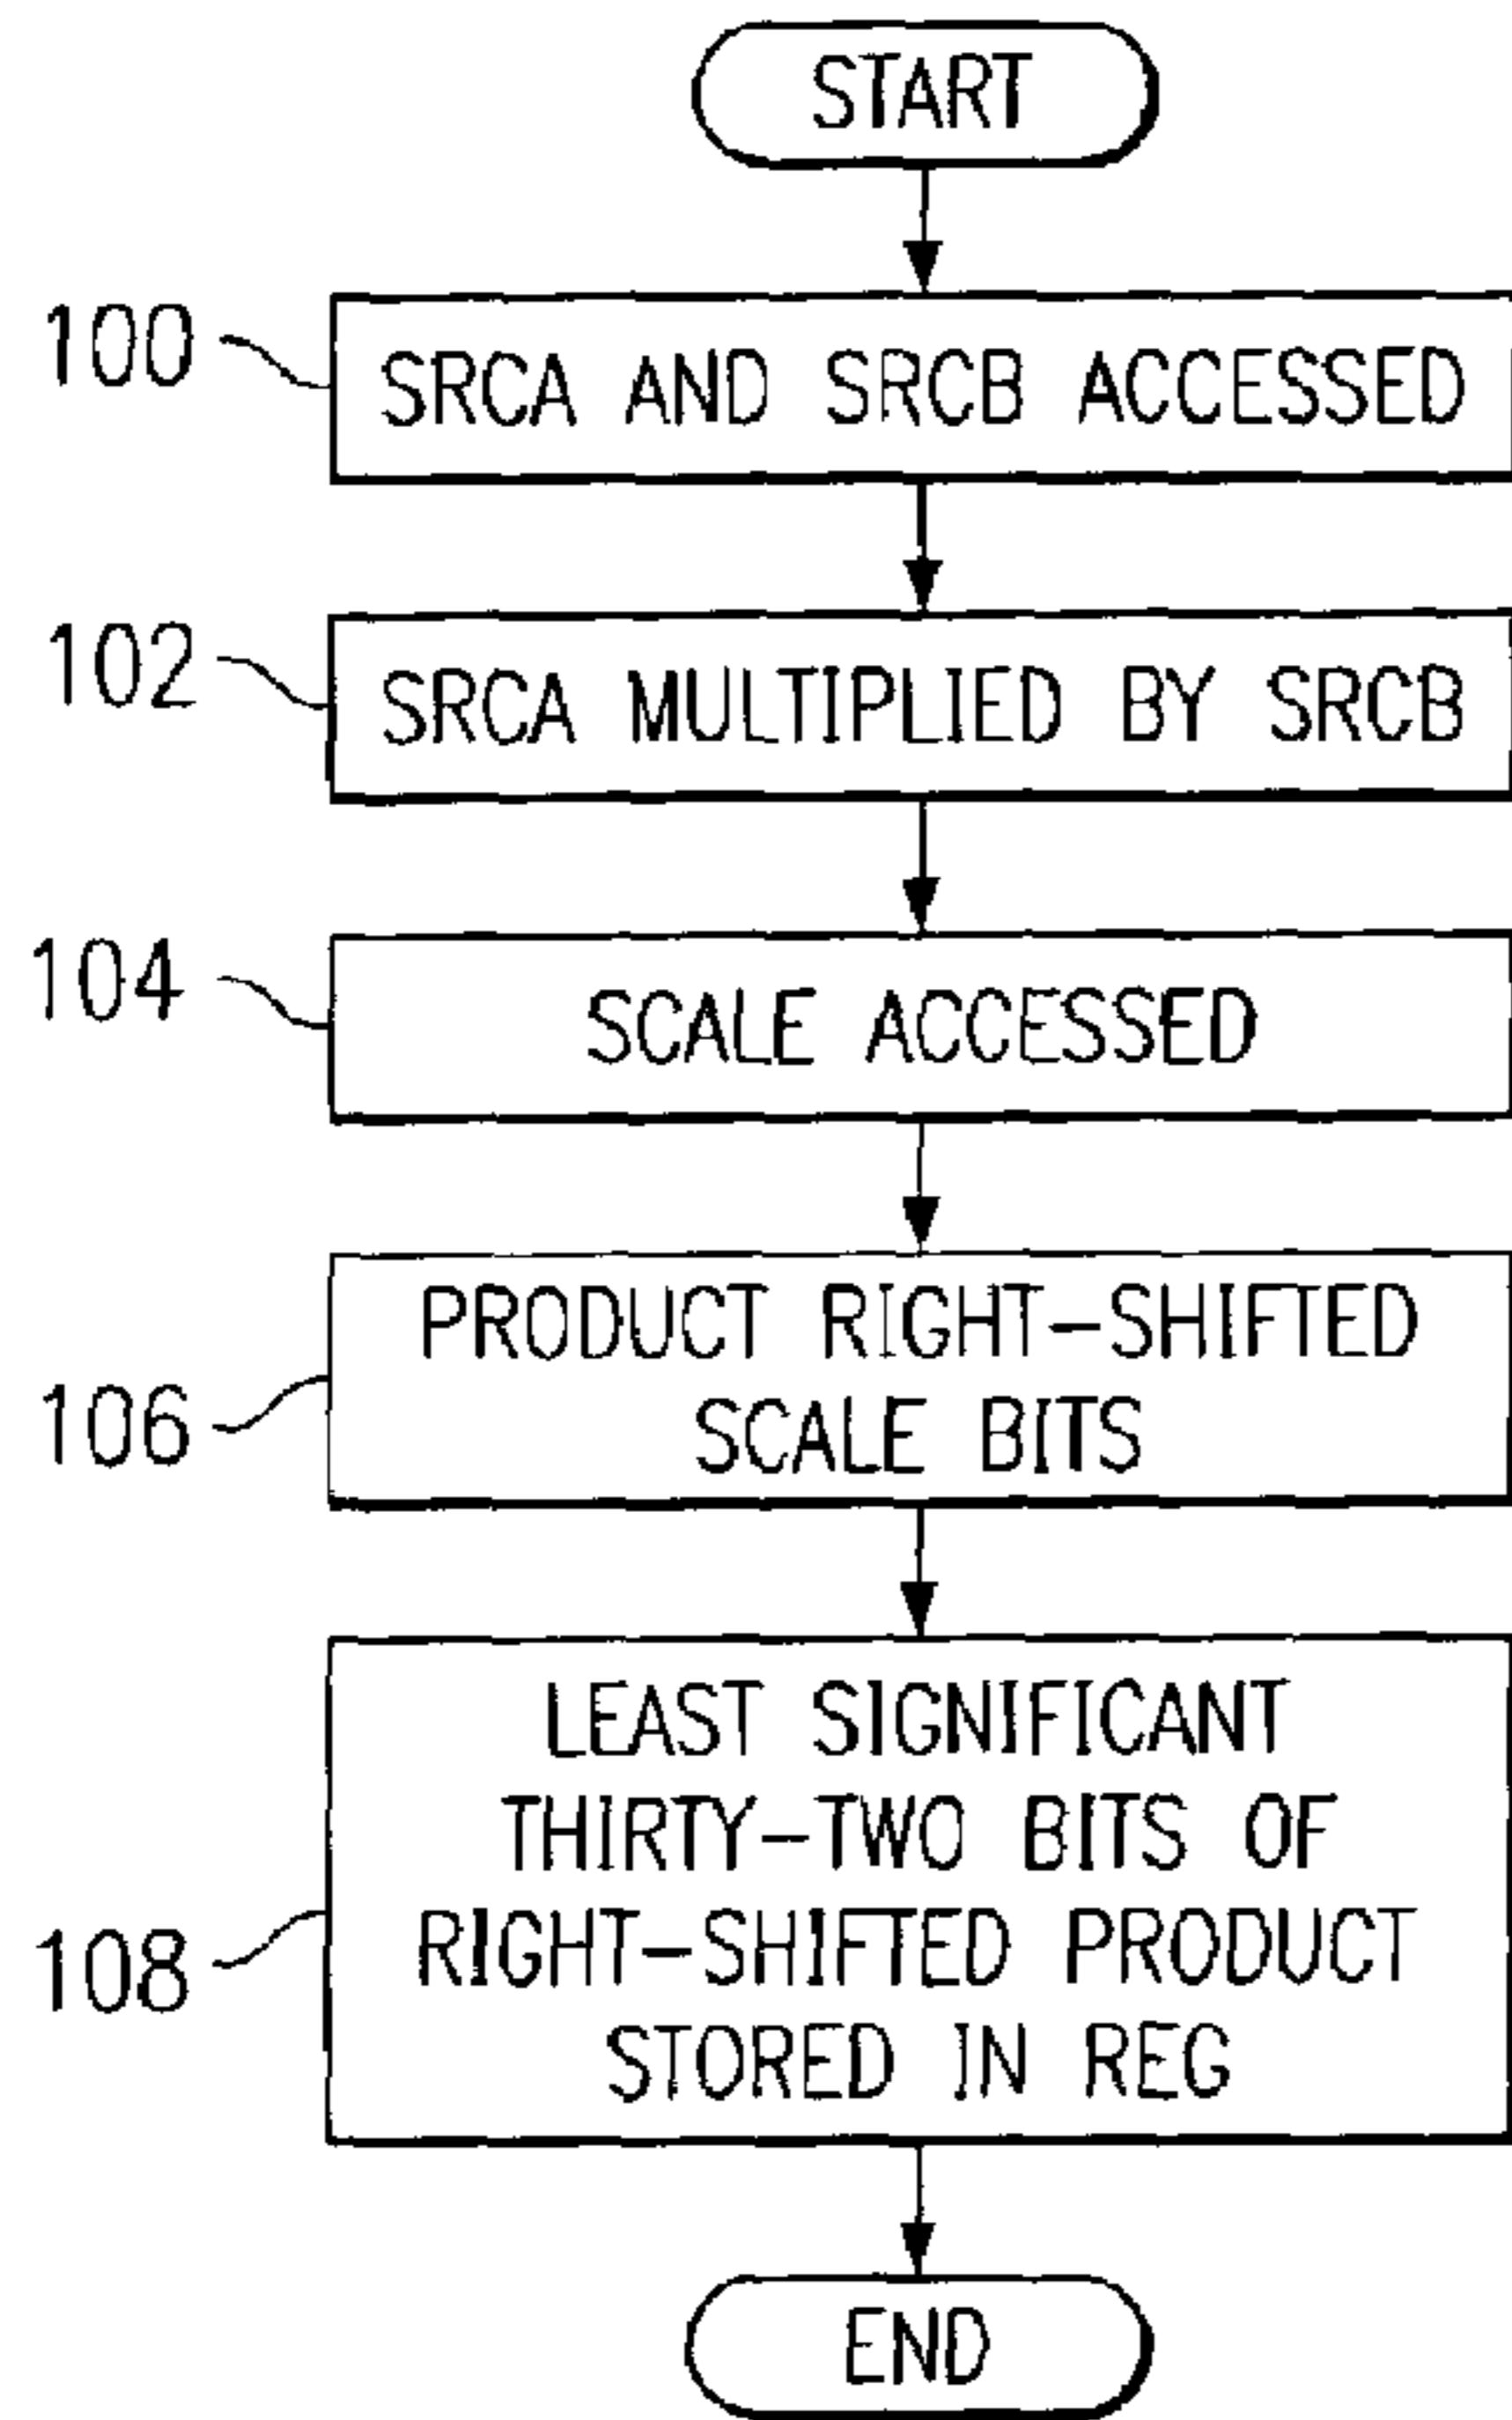 START
100
SRCA AND SRCB ACCESSED
102
SRCA MULTIPLIED BY SRCB
104
SCALE ACCESSED
106
PRODUCT RIGHT-SHIFTED
SCALE BITS
108
LEAST SIGNIFICANT
THIRTY-TWO BITS OF
RIGHT-SHIFTED PRODUCT
STORED IN REG
END